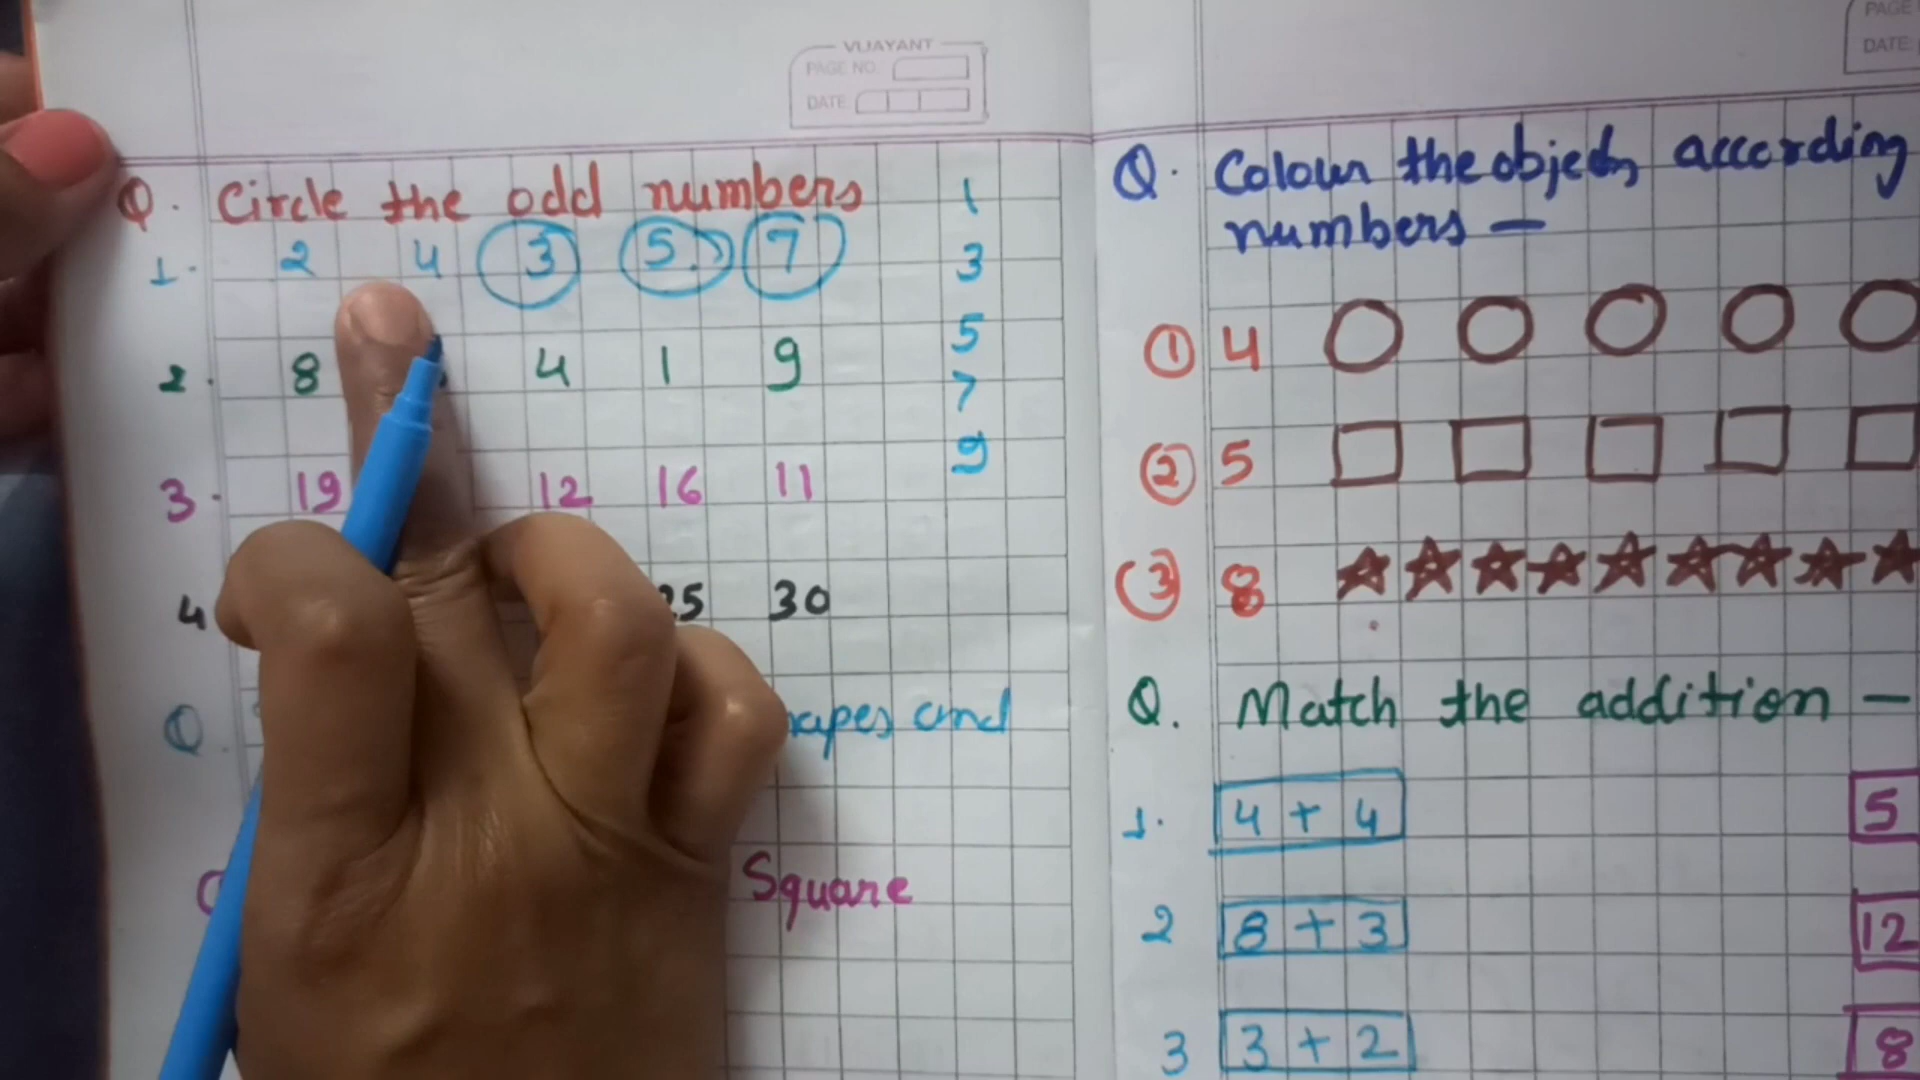 VIJAYANT
PAGE NO.
DATE:
Q. Circle the odd numbers
1. 2 4 3 5 7
2. 8 4 1 9
3. 19 12 16 11
4 30
1
3
5
7
9
Q. and
Square
PAGE
DATE:
Q. Colour the objects according
numbers —
① 4
② 5
③ 8
Q. Match the addition —
1. 4 + 4 5
2 8 + 3 12
3 3 + 2 8